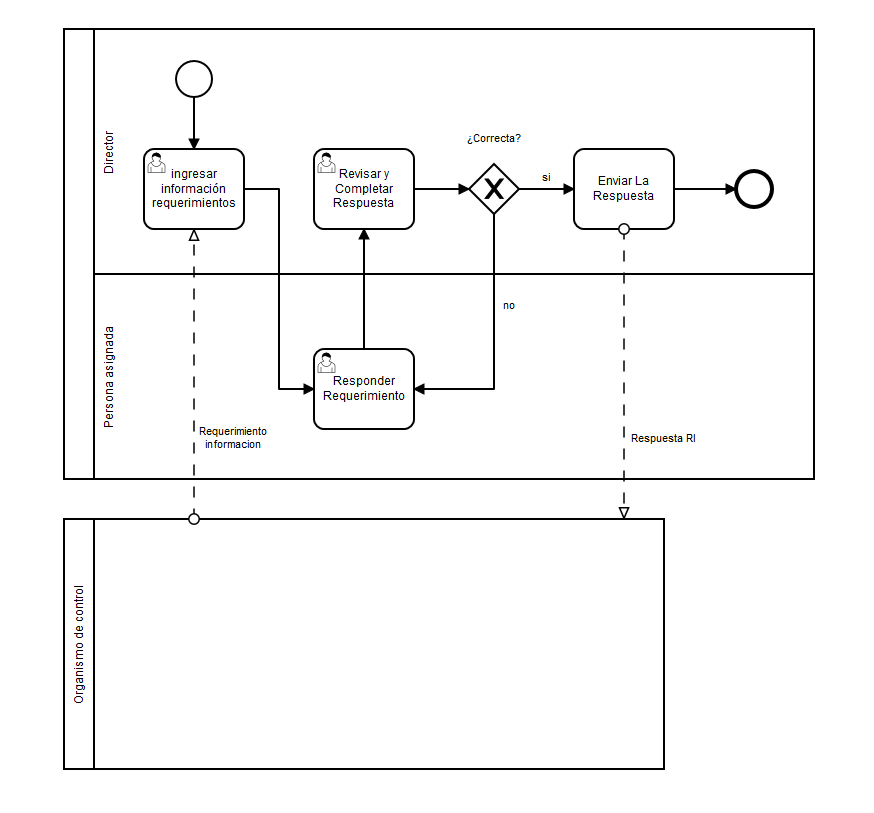 Director
ingresar
información
requerimientos
Revisar y
Completar
Respuesta
¿Correcta?
si
Enviar La
Respuesta
no
Persona asignada
Responder
Requerimiento
Requerimiento
informacion
Respuesta RI
Organismo de control